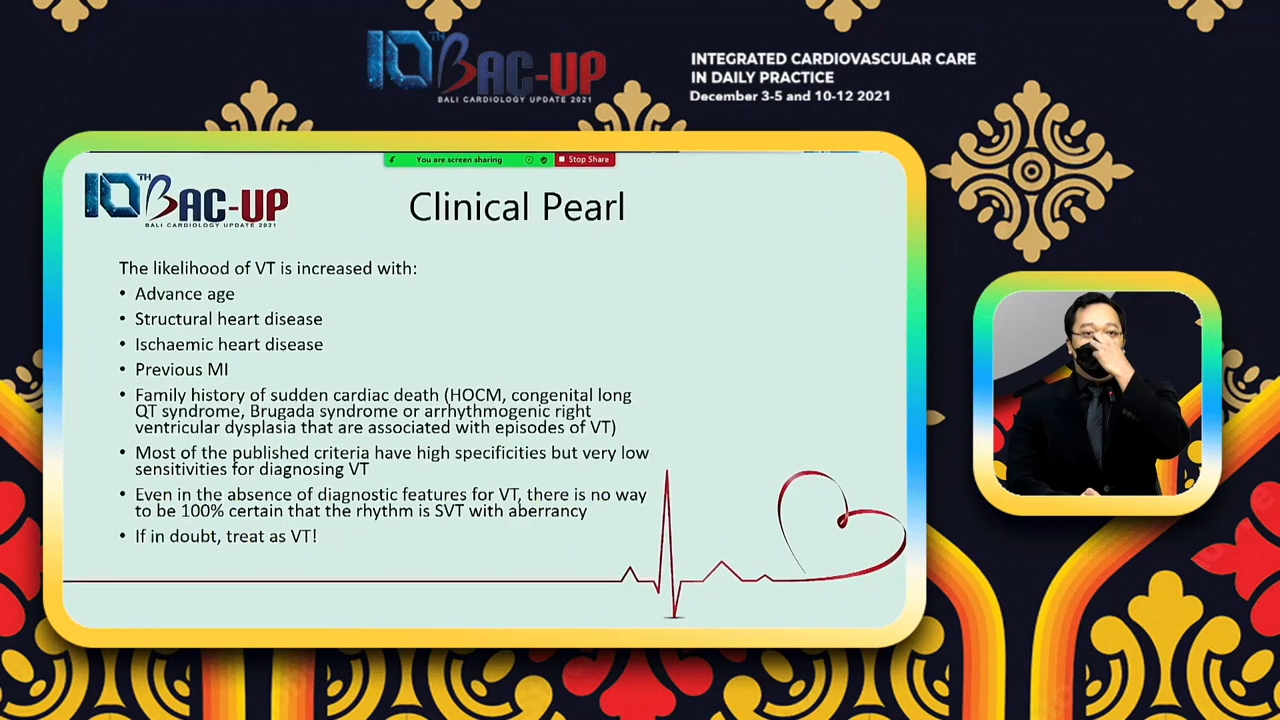 10TH BAC-UP
BALI CARDIOLOGY UPDATE 2021
INTEGRATED CARDIOVASCULAR CARE
IN DAILY PRACTICE
December 3-5 and 10-12 2021
You are screen sharing
Stop Share
10TH BAC-UP
BALI CARDIOLOGY UPDATE 2021
Clinical Pearl
The likelihood of VT is increased with:
• Advance age
• Structural heart disease
• Ischaemic heart disease
• Previous MI
• Family history of sudden cardiac death (HOCM, congenital long
QT syndrome, Brugada syndrome or arrhythmogenic right
ventricular dysplasia that are associated with episodes of VT)
• Most of the published criteria have high specificities but very low
sensitivities for diagnosing VT
• Even in the absence of diagnostic features for VT, there is no way
to be 100% certain that the rhythm is SVT with aberrancy
• If in doubt, treat as VT!